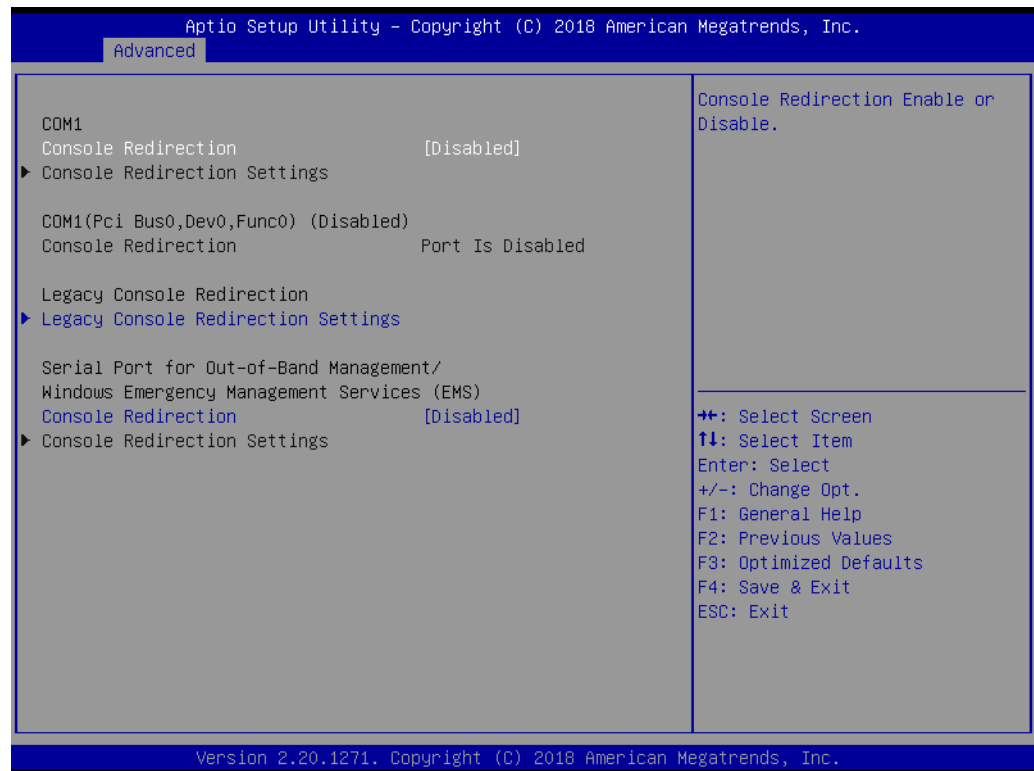 Aptio Setup Utility – Copyright (C) 2018 American Megatrends, Inc.
Advanced
COM1
Console Redirection [Disabled]
▶ Console Redirection Settings
COM1(Pci Bus0,Dev0,Func0) (Disabled)
Console Redirection Port Is Disabled
Legacy Console Redirection
▶ Legacy Console Redirection Settings
Serial Port for Out-of-Band Management/
Windows Emergency Management Services (EMS)
Console Redirection [Disabled]
▶ Console Redirection Settings
Console Redirection Enable or
Disable.
→←: Select Screen
↑↓: Select Item
Enter: Select
+/-: Change Opt.
F1: General Help
F2: Previous Values
F3: Optimized Defaults
F4: Save & Exit
ESC: Exit
Version 2.20.1271. Copyright (C) 2018 American Megatrends, Inc.